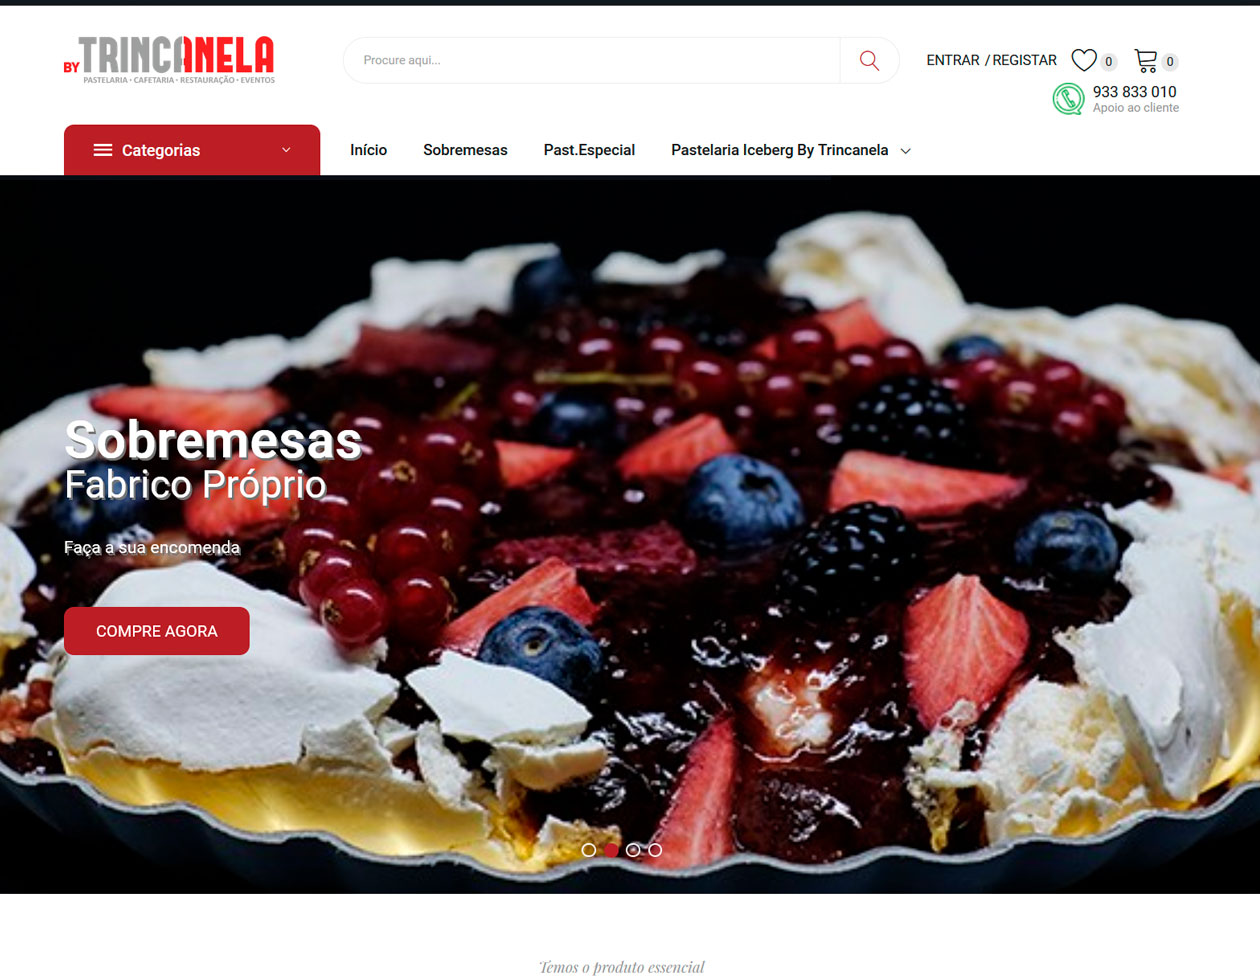 BY TRINCANELA
PASTELARIA • CAFETARIA • RESTAURAÇÃO • EVENTOS
Procure aqui...
ENTRAR / REGISTAR
0
0
933 833 010
Apoio ao cliente
Categorias
Início
Sobremesas
Past.Especial
Pastelaria Iceberg By Trincanela
Sobremesas
Fabrico Próprio
Faça a sua encomenda
COMPRE AGORA
Temos o produto essencial